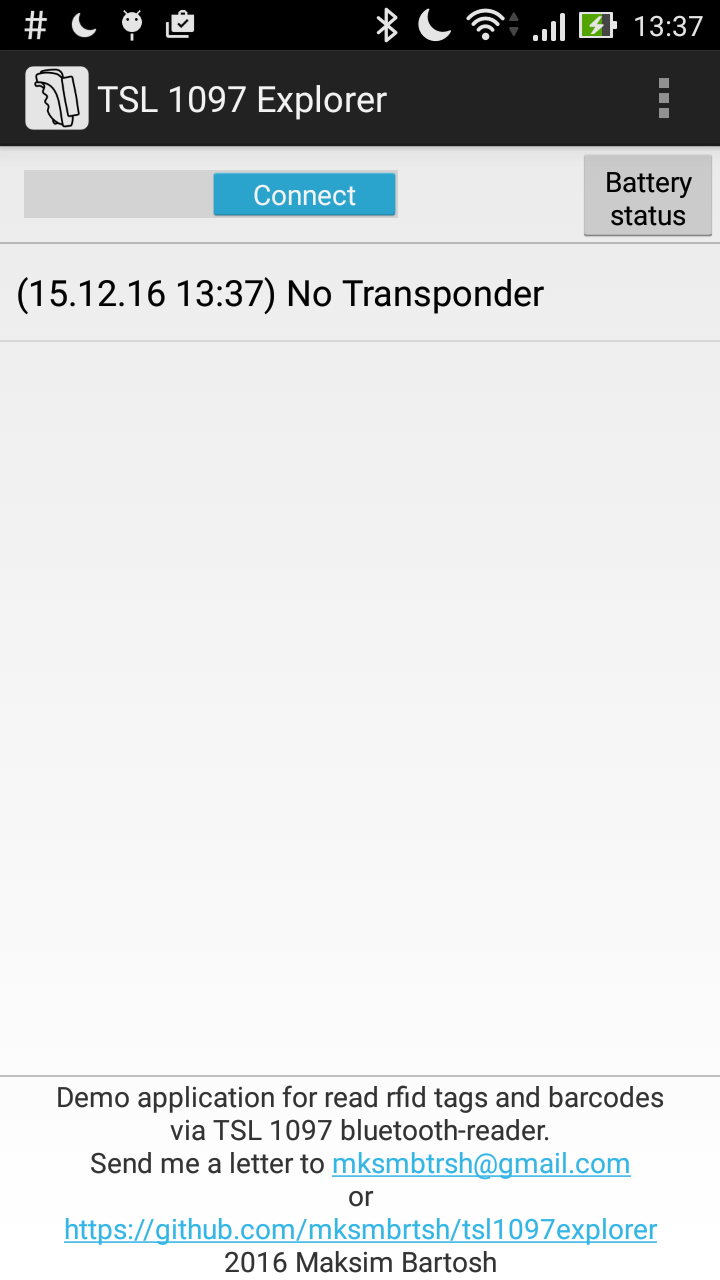 13:37
TSL 1097 Explorer
Connect
Battery
status
(15.12.16 13:37) No Transponder
Demo application for read rfid tags and barcodes
via TSL 1097 bluetooth-reader.
Send me a letter to mksmbtrsh@gmail.com
or
https://github.com/mksmbrtsh/tsl1097explorer
2016 Maksim Bartosh